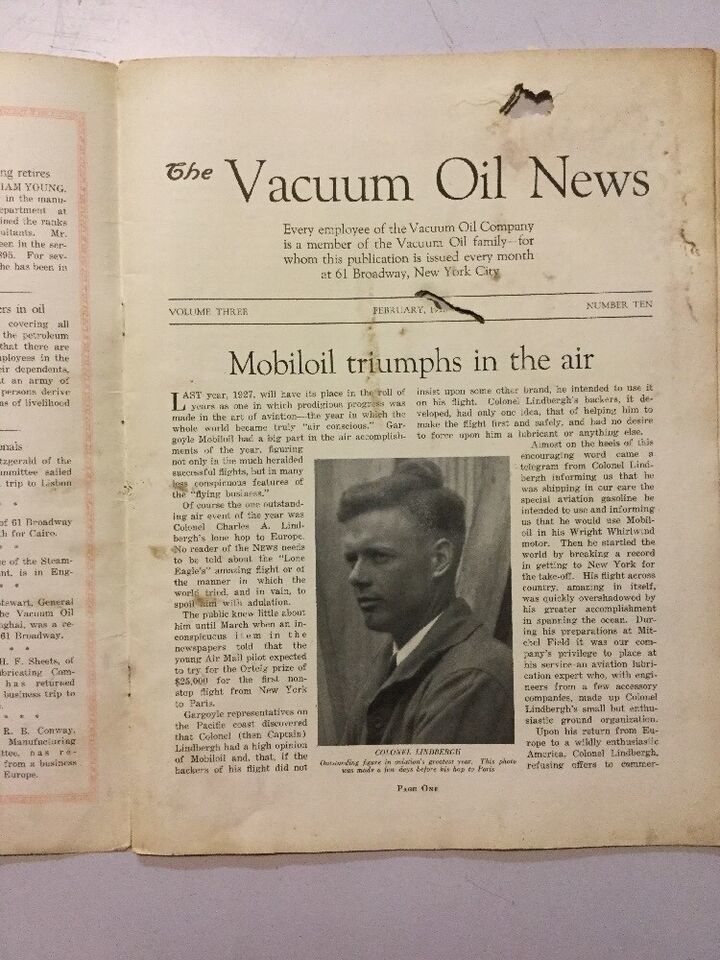 ng retires
IAM YOUNG,
in the manu-
epartment at
ined the ranks
ultants. Mr.
een in the ser-
895. For sev-
he has been in
ers in oil
covering all
the petroleum
that there are
ployees in the
eir dependents,
at an army of
persons derive
as of livelihood
onals
tzgerald of the
mmittee sailed
trip to Lisbon
* *
of 61 Broadway
th for Cairo.
* *
ee of the Steam-
nt, is in Eng-
* *
tewart, General
he Vacuum Oil
nghai, was a re-
61 Broadway.
* *
H. F. Sheets, of
bricating Com-
has returned
business trip to
* * *
R. B. Conway,
Manufacturing
ttee, has re-
from a business
Europe.
The Vacuum Oil News
Every employee of the Vacuum Oil Company
is a member of the Vacuum Oil family—for
whom this publication is issued every month
at 61 Broadway, New York City
VOLUME THREE FEBRUARY, NUMBER TEN
Mobiloil triumphs in the air
LAST year, 1927, will have its place in the roll of
years as one in which prodigious progress was
made in the art of aviation—the year in which the
whole world became truly "air conscious." Gar-
goyle Mobiloil had a big part in the air accomplish-
ments of the year, figuring
not only in the much heralded
successful flights, but in many
less conspicuous features of
the "flying business."
Of course the one outstand-
ing air event of the year was
Colonel Charles A. Lind-
bergh's lone hop to Europe.
No reader of the NEWS needs
to be told about the "Lone
Eagle's" amazing flight or of
the manner in which the
world tried, and in vain, to
spoil him with adulation.
The public knew little about
him until March when an in-
conspicuous item in the
newspapers told that the
young Air Mail pilot expected
to try for the Orteig prize of
$25,000 for the first non-
stop flight from New York
to Paris.
Gargoyle representatives on
the Pacific coast discovered
that Colonel (then Captain)
Lindbergh had a high opinion
of Mobiloil and, that, if the
backers of his flight did not
insist upon some other brand, he intended to use it
on his flight. Colonel Lindbergh's backers, it de-
veloped, had only one idea, that of helping him to
make the flight first and safely, and had no desire
to force upon him a lubricant or anything else.
Almost on the heels of this
encouraging word came a
telegram from Colonel Lind-
bergh informing us that he
was shipping in our care the
special aviation gasoline he
intended to use and informing
us that he would use Mobil-
oil in his Wright Whirlwind
motor. Then he startled the
world by breaking a record
in getting to New York for
the take-off. His flight across
country, amazing in itself,
was quickly overshadowed by
his greater accomplishment
in spanning the ocean. Dur-
ing his preparations at Mit-
chel Field it was our com-
pany's privilege to place at
his service an aviation lubri-
cation expert who, with engi-
neers from a few accessory
companies, made up Colonel
Lindbergh's small but enthu-
siastic ground organization.
Upon his return from Eu-
rope to a wildly enthusiastic
America, Colonel Lindbergh,
refusing offers to commer-
COLONEL LINDBERGH
Outstanding figure in aviation's greatest year. This photo
was made a few days before his hop to Paris
PAGE ONE